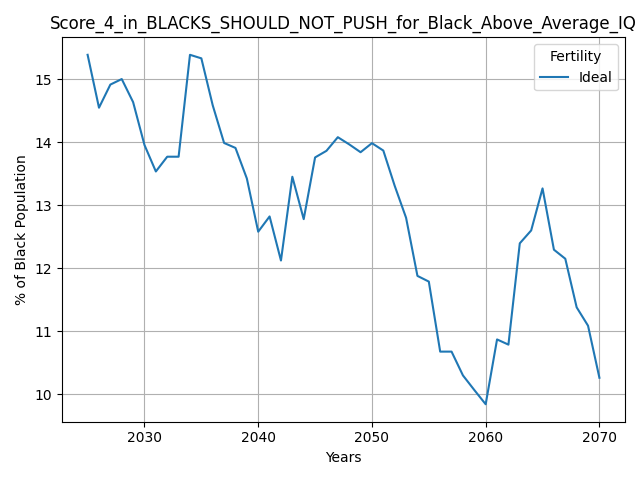 Score_4_in_BLACKS_SHOULD_NOT_PUSH_for_Black_Above_Average_IQ
Fertility
Ideal
% of Black Population
15
14
13
12
11
10
2030 2040 2050 2060 2070
Years